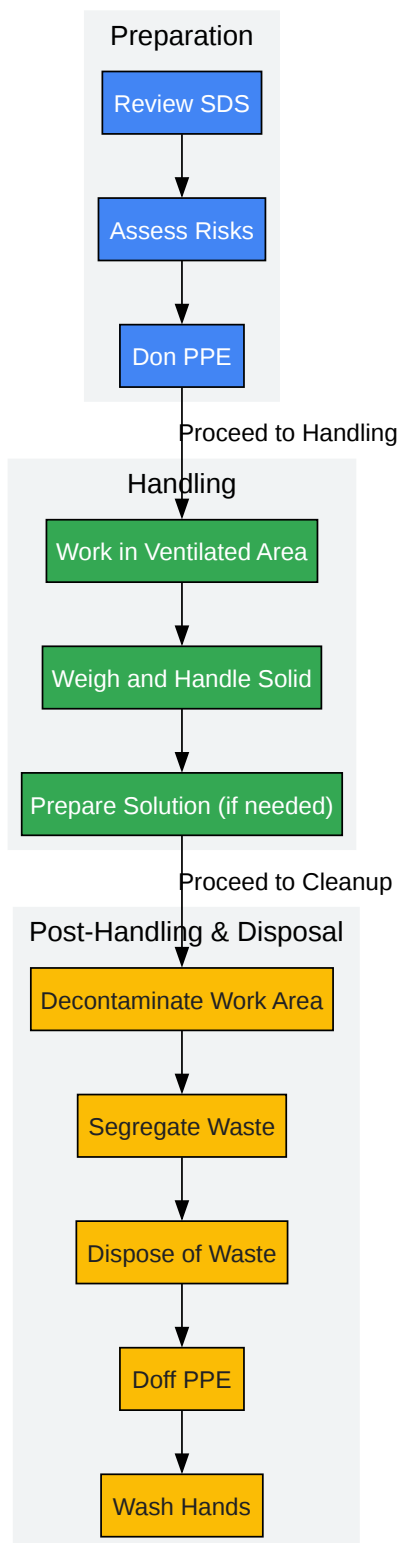 Preparation
Review SDS
Assess Risks
Don PPE
Proceed to Handling
Handling
Work in Ventilated Area
Weigh and Handle Solid
Prepare Solution (if needed)
Proceed to Cleanup
Post-Handling & Disposal
Decontaminate Work Area
Segregate Waste
Dispose of Waste
Doff PPE
Wash Hands